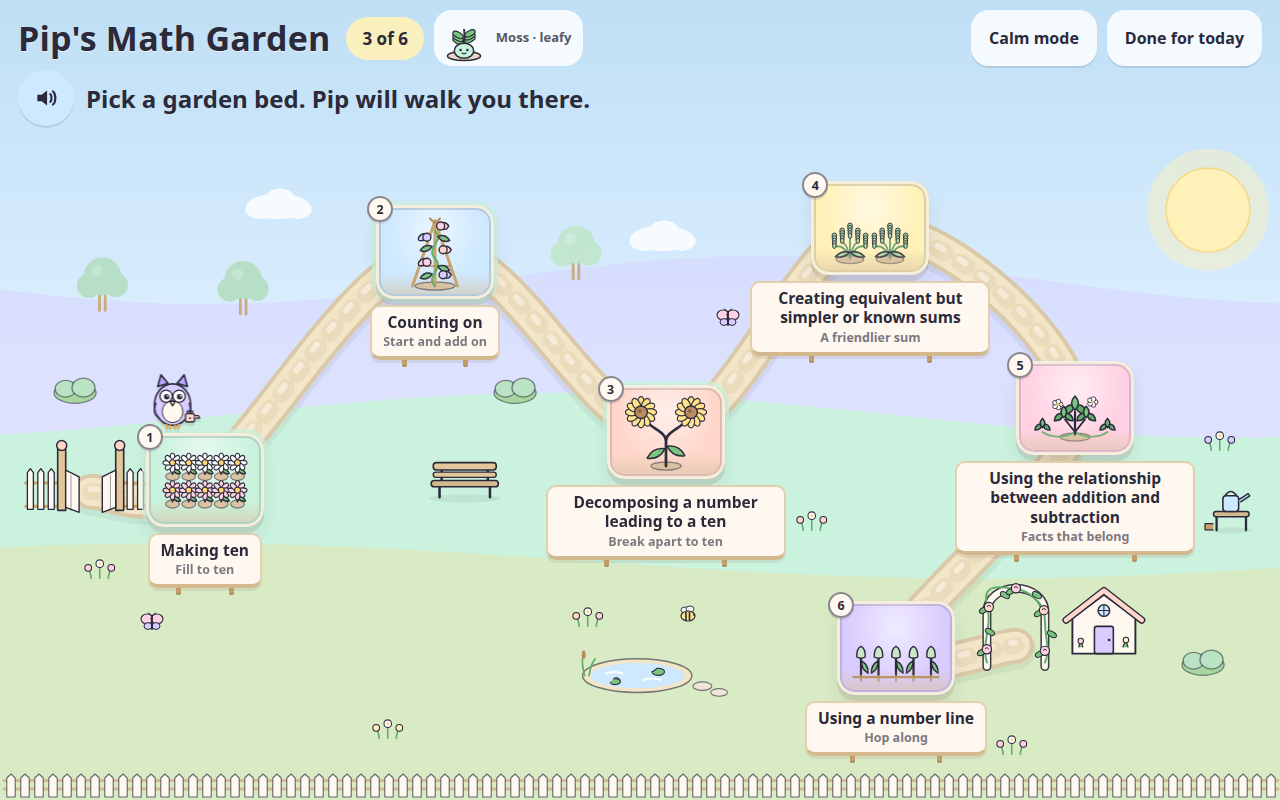 Pip's Math Garden
3 of 6
Moss · leafy
Calm mode
Done for today
Pick a garden bed. Pip will walk you there.
1
Making ten
Fill to ten
2
Counting on
Start and add on
3
Decomposing a number
leading to a ten
Break apart to ten
4
Creating equivalent but
simpler or known sums
A friendlier sum
5
Using the relationship
between addition and
subtraction
Facts that belong
6
Using a number line
Hop along